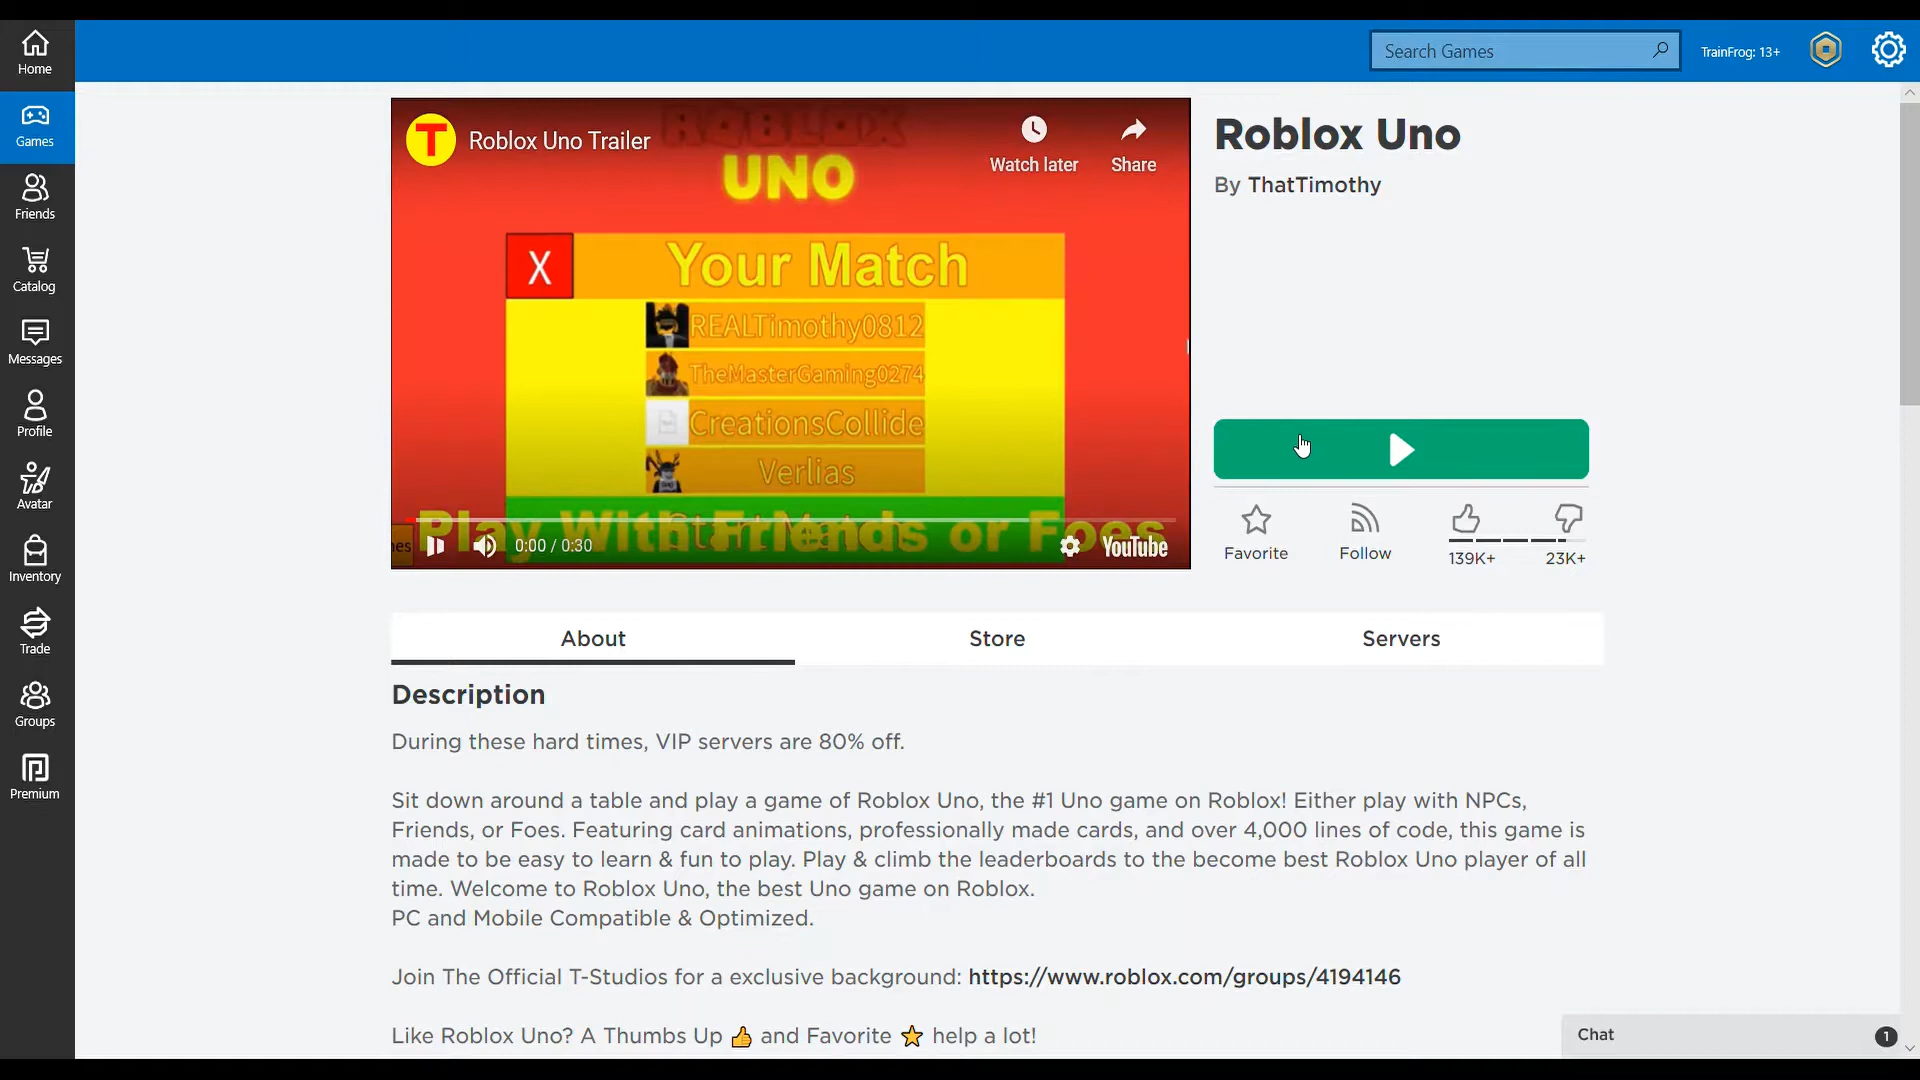 Home
Games
Friends
Catalog
Messages
Profile
Avatar
Inventory
Trade
Groups
Premium
Search Games
TrainFrog: 13+
T
Roblox Uno Trailer
ROBLOX
UNO
Watch later
Share
X
Your Match
REALTimothy0812
TheMasterGaming0274
CreationsCollide
Verlias
Play With Friends or Foes
0:00 / 0:30
YouTube
Roblox Uno
By ThatTimothy
Favorite
Follow
139K+
23K+
About
Store
Servers
Description
During these hard times, VIP servers are 80% off.
Sit down around a table and play a game of Roblox Uno, the #1 Uno game on Roblox! Either play with NPCs,
Friends, or Foes. Featuring card animations, professionally made cards, and over 4,000 lines of code, this game is
made to be easy to learn & fun to play. Play & climb the leaderboards to the become best Roblox Uno player of all
time. Welcome to Roblox Uno, the best Uno game on Roblox.
PC and Mobile Compatible & Optimized.
Join The Official T-Studios for a exclusive background: https://www.roblox.com/groups/4194146
Like Roblox Uno? A Thumbs Up 👍 and Favorite ⭐ help a lot!
Chat
1